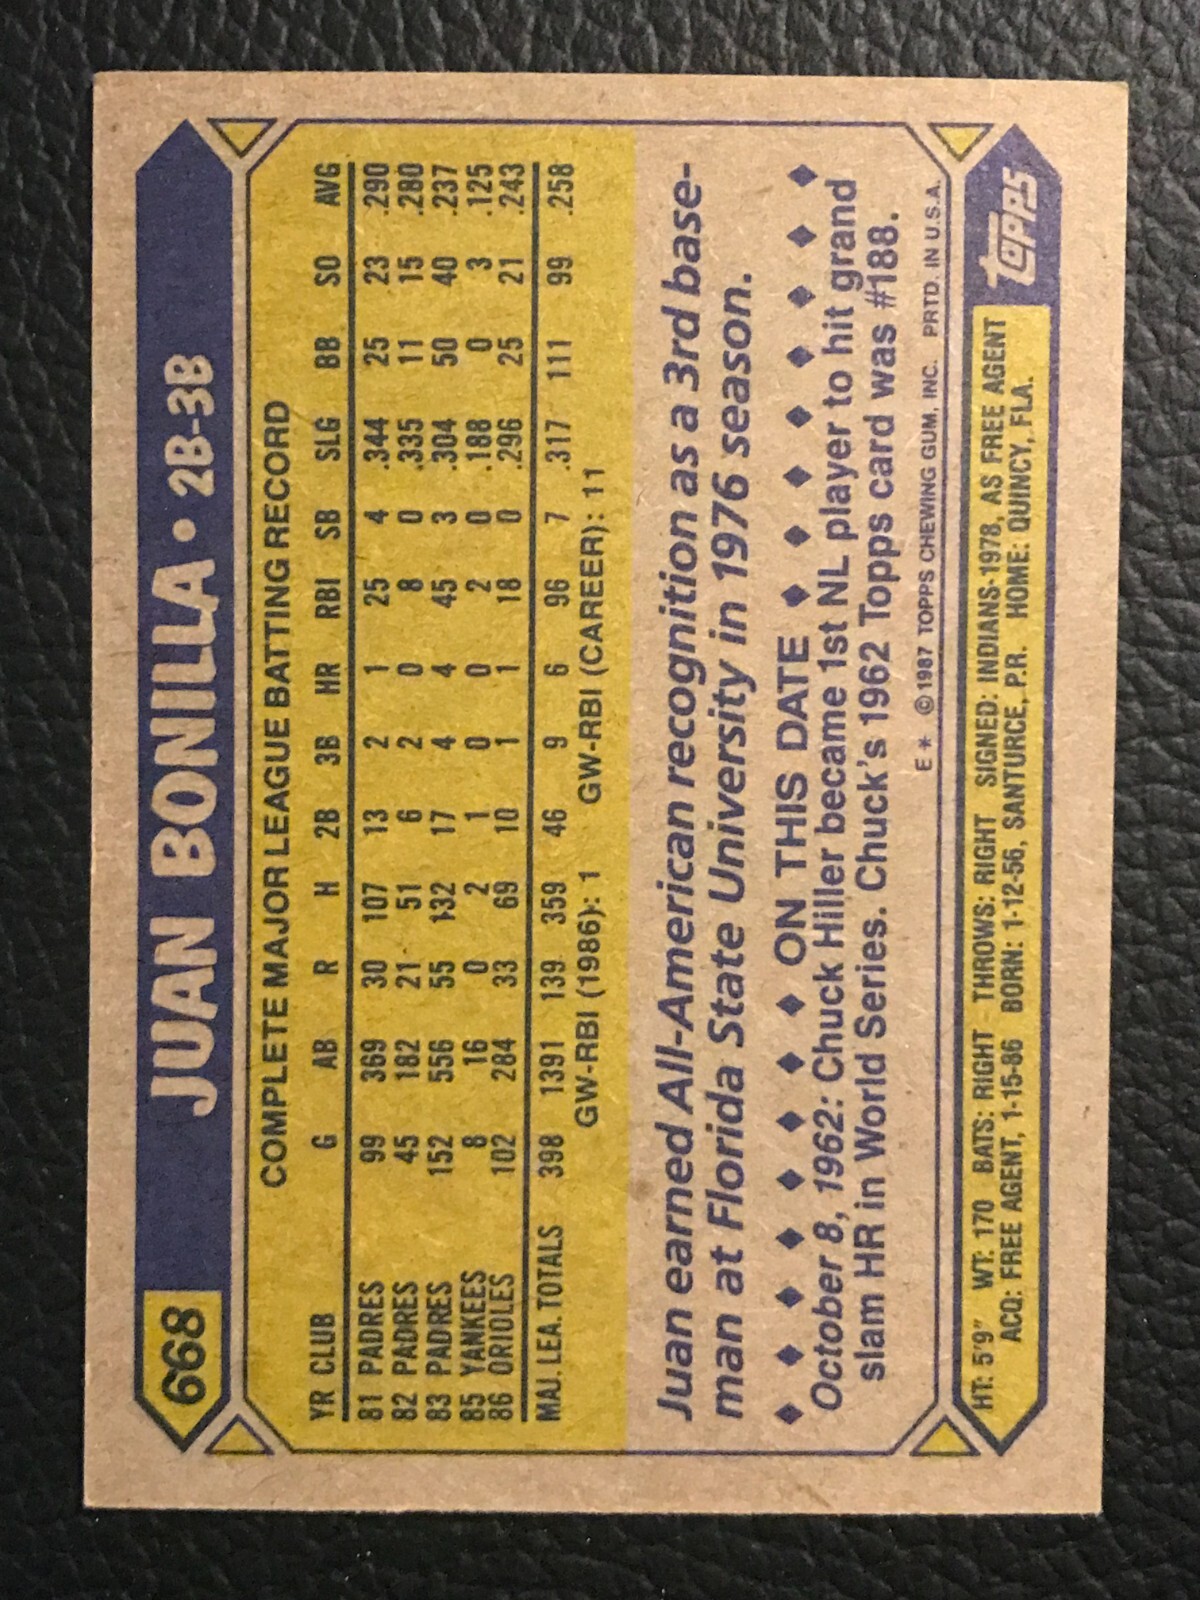 668 JUAN BONILLA • 2B-3B
COMPLETE MAJOR LEAGUE BATTING RECORD
YR CLUB G AB R H 2B 3B HR RBI SB SLG BB SO AVG
81 PADRES 99 369 30 107 13 2 1 25 4 .344 25 23 .290
82 PADRES 45 182 21 51 6 2 0 8 0 .335 11 15 .280
83 PADRES 152 556 55 132 17 4 4 45 3 .304 50 40 .237
85 YANKEES 8 16 0 2 1 0 0 2 0 .188 0 3 .125
86 ORIOLES 102 284 33 69 10 1 1 18 0 .296 25 21 .243
MAJ. LEA. TOTALS 398 1391 139 359 46 9 6 96 7 .317 111 99 .258
GW-RBI (1986): 1 GW-RBI (CAREER): 11
Juan earned All-American recognition as a 3rd base-
man at Florida State University in 1976 season.
ON THIS DATE
October 8, 1962: Chuck Hiller became 1st NL player to hit grand
slam HR in World Series. Chuck's 1962 Topps card was #188.
E* © 1987 TOPPS CHEWING GUM, INC. PRTD. IN U.S.A.
HT: 5'9" WT: 170 BATS: RIGHT THROWS: RIGHT SIGNED: INDIANS-1978, AS FREE AGENT
ACQ: FREE AGENT, 1-15-86 BORN: 1-12-56, SANTURCE, P.R. HOME: QUINCY, FLA.
topps